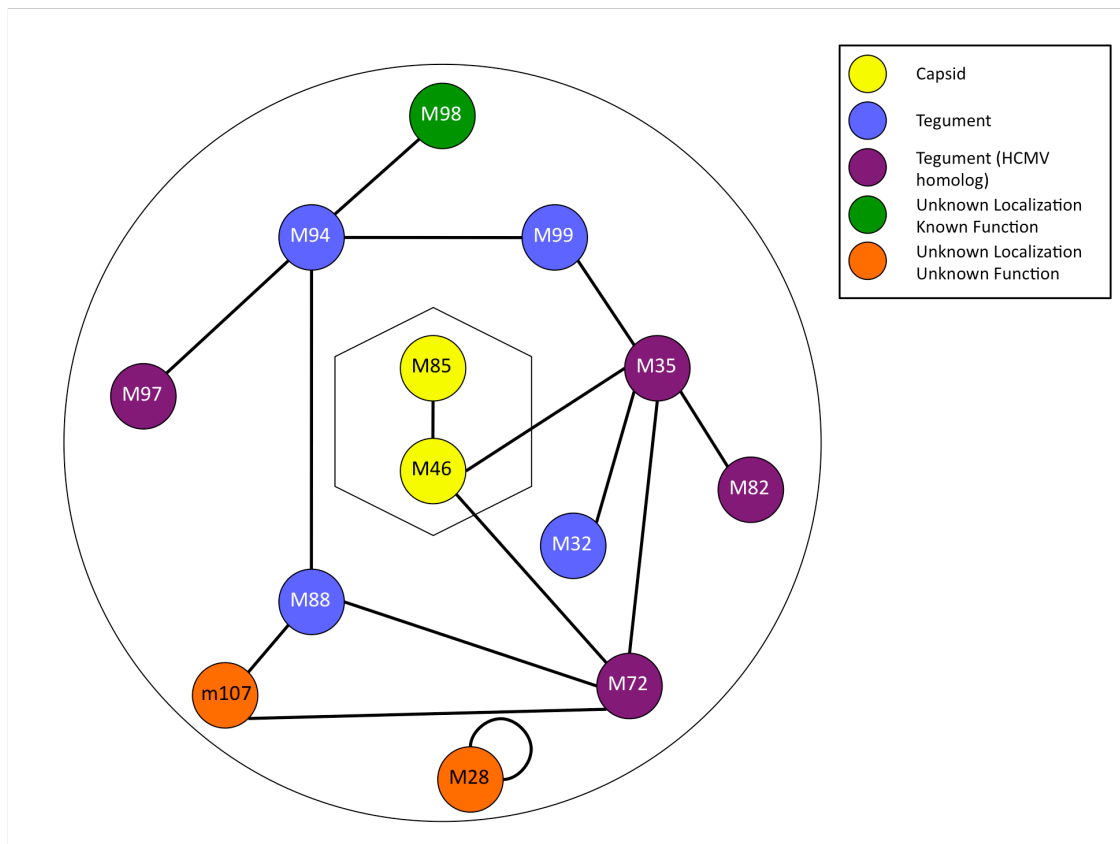 M98
M94
M99
M85
M35
M97
M46
M82
M32
M88
M72
m107
M28
Capsid
Tegument
Tegument (HCMV
homolog)
Unknown Localization
Known Function
Unknown Localization
Unknown Function